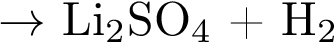 → Li₂SO₄ + H₂